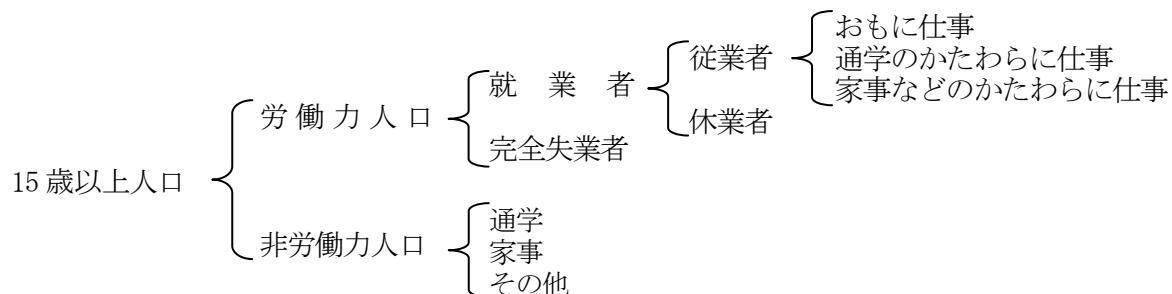 おもに仕事
従業者
通学のかたわらに仕事
就業者
家事などのかたわらに仕事
労働力人口
休業者
完全失業者
15歳以上人口
通学
非労働力人口
家事
その他